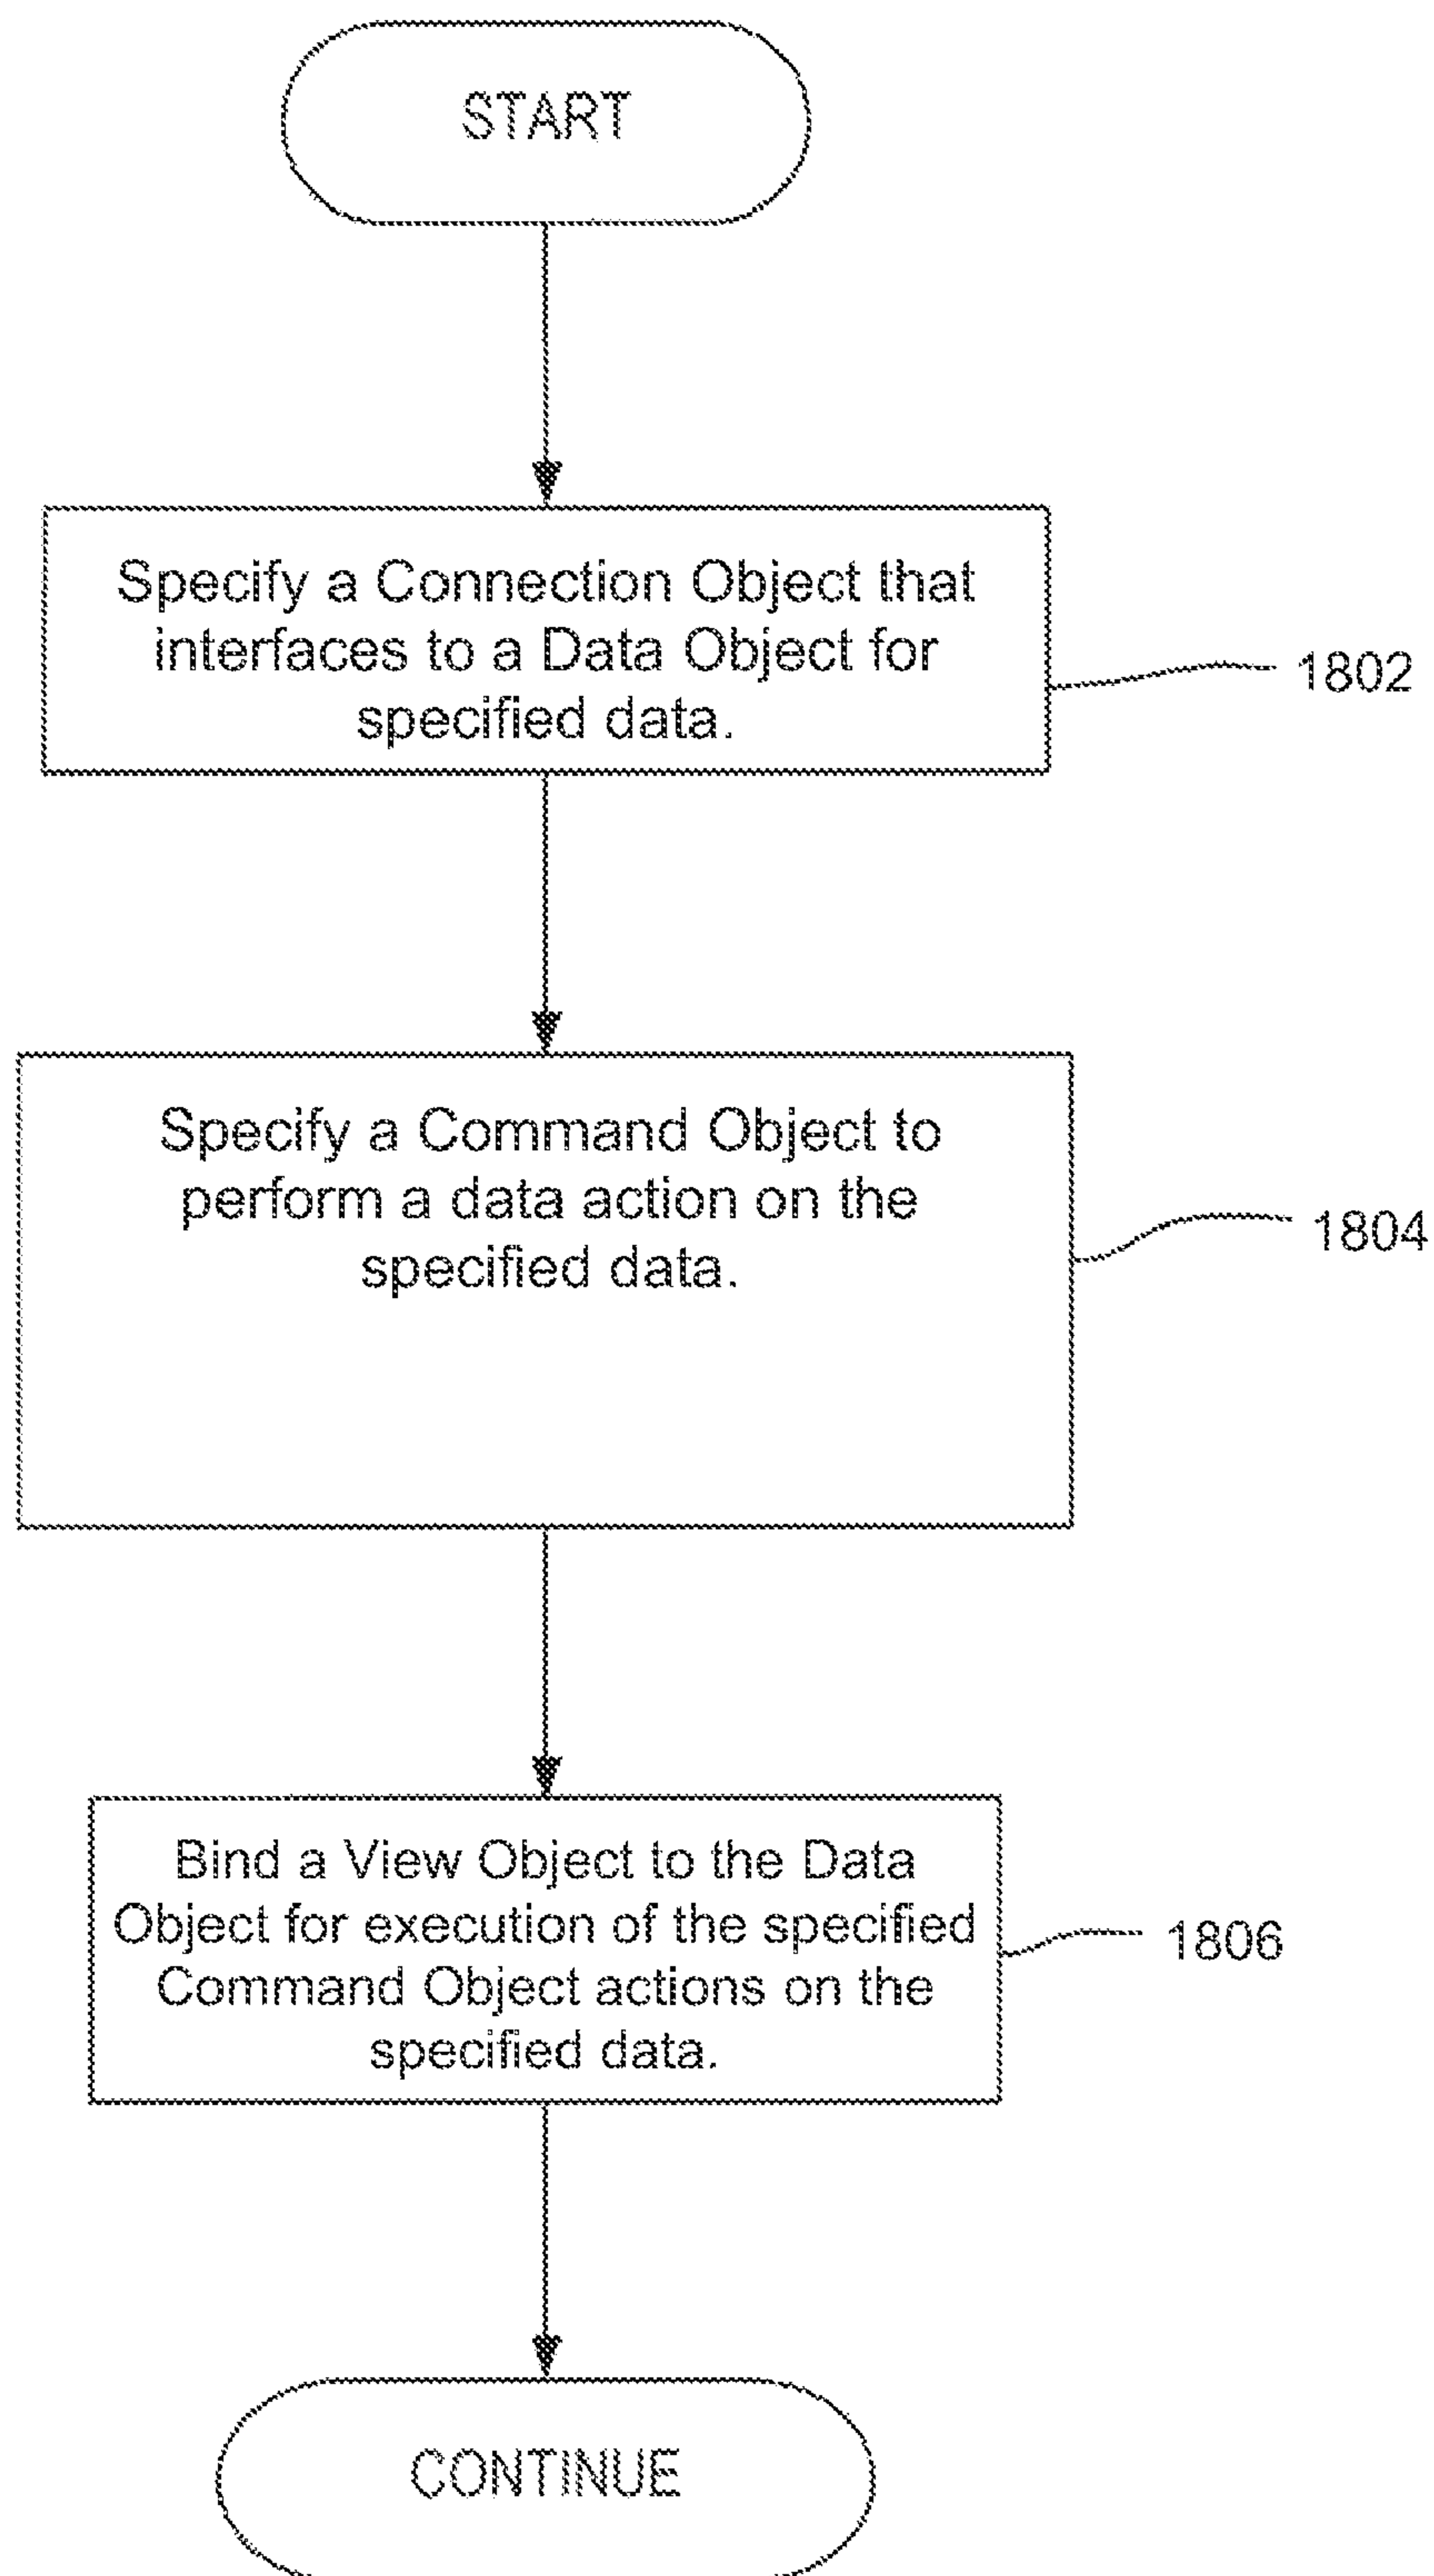 START
Specify a Connection Object that
interfaces to a Data Object for
specified data.
1802
Specify a Command Object to
perform a data action on the
specified data.
1804
Bind a View Object to the Data
Object for execution of the specified
Command Object actions on the
specified data.
1806
CONTINUE